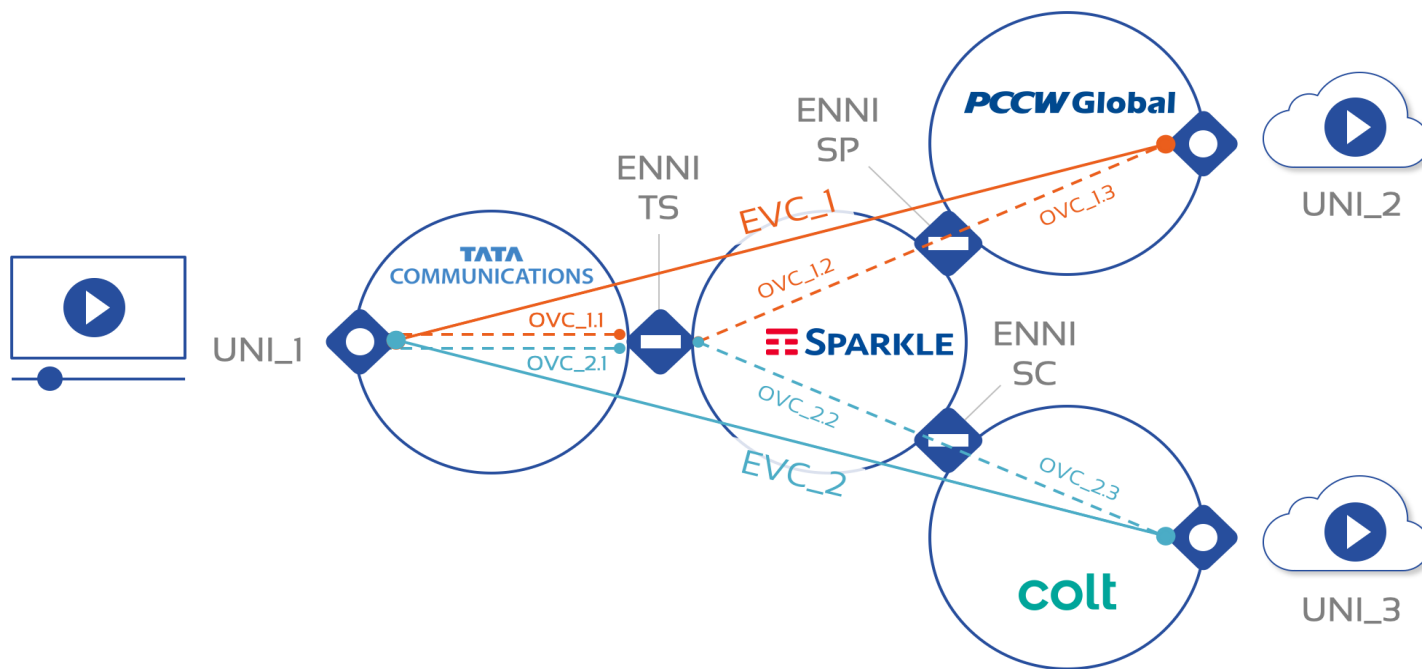 PCCW Global
ENNI
SP
UNI_2
ENNI
TS
EVC_1
OVC_1.3
TATA
COMMUNICATIONS
OVC_1.2
UNI_1
OVC_1.1
OVC_2.1
SPARKLE
ENNI
SC
OVC_2.2
EVC_2
OVC_2.3
colt
UNI_3